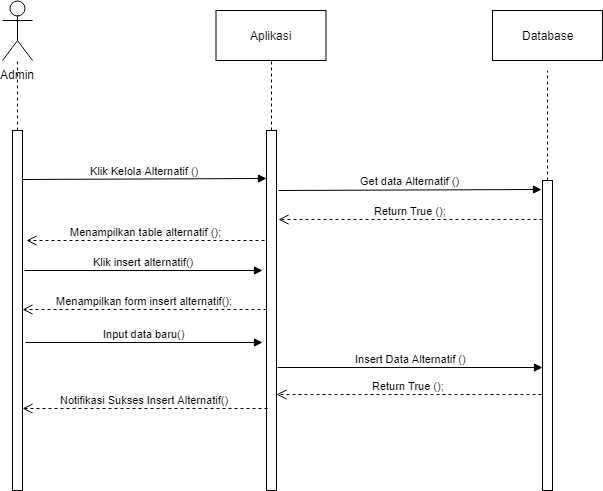 Aplikasi
Database
Admin
Klik Kelola Alternatif ()
Get data Alternatif ()
Return True ();
Menampilkan table alternatif ();
Klik insert alternatif()
Menampilkan form insert alternatif();
Input data baru()
Insert Data Alternatif ()
Return True ();
Notifikasi Sukses Insert Alternatif()